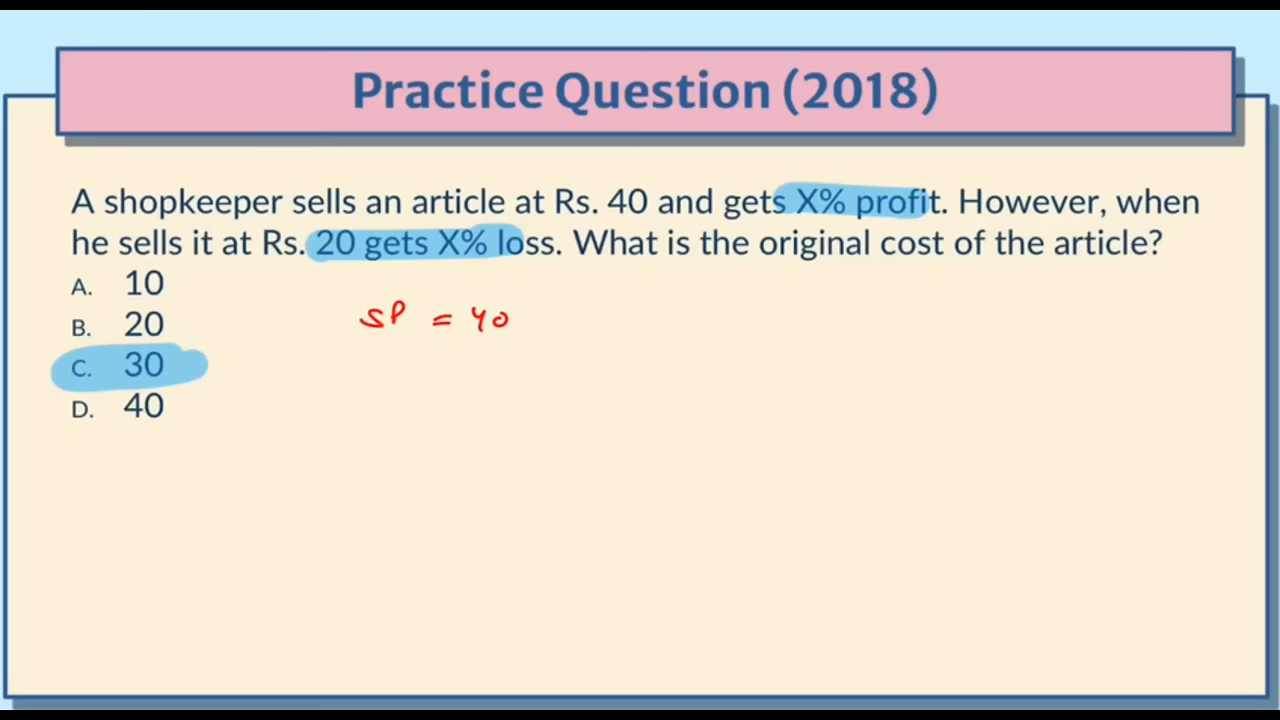 Practice Question (2018)
A shopkeeper sells an article at Rs. 40 and gets X% profit. However, when
he sells it at Rs. 20 gets X% loss. What is the original cost of the article?
A. 10
B. 20
SP = 40
C. 30
D. 40